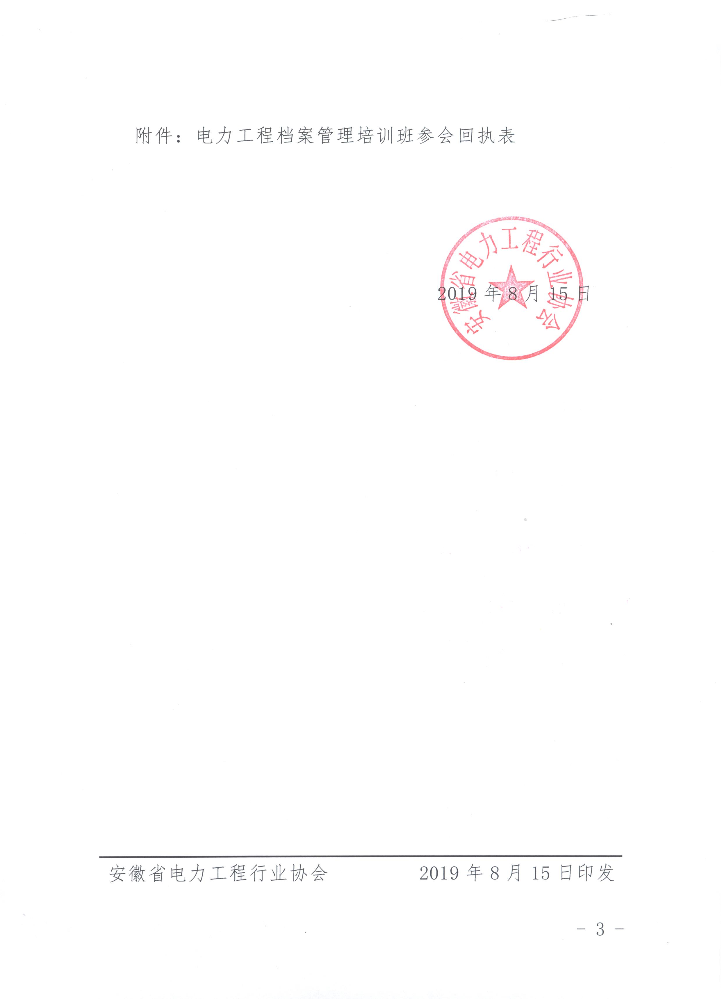 附件：电力工程档案管理培训班参会回执表
安徽省电力工程行业协会
2019 年 8 月 15 日
安徽省电力工程行业协会 2019 年 8 月 15 日印发
- 3 -